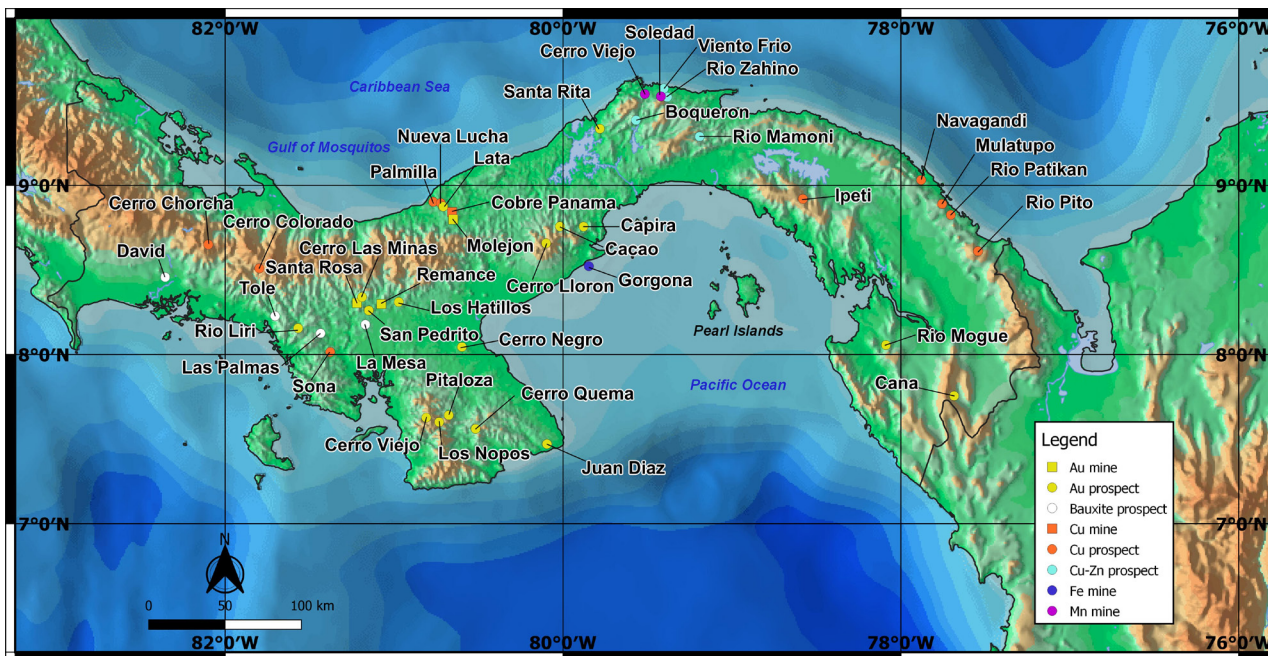 82°0′W
80°0′W
78°0′W
76°0′W
Soledad
Cerro Viejo
Viento Frio
Rio Zahino
Caribbean Sea
Santa Rita
Boqueron
Nueva Lucha
Rio Mamoni
Navagandi
Gulf of Mosquitos
Lata
Mulatupo
Palmilla
Rio Patikan
9°0′N
9°0′N
Cerro Chorcha
Cobre Panama
Ipeti
Rio Pito
Cerro Colorado
Capira
David
Cerro Las Minas
Molejon
Caçao
Santa Rosa
Remance
Cerro Lloron
Gorgona
Tole
Los Hatillos
Rio Liri
San Pedrito
Pearl Islands
Rio Mogue
Cerro Negro
8°0′N
8°0′N
Las Palmas
La Mesa
Sona
Pitaloza
Pacific Ocean
Cana
Cerro Quema
Cerro Viejo
Los Nopos
Juan Diaz
Legend
Au mine
Au prospect
Bauxite prospect
Cu mine
Cu prospect
Cu-Zn prospect
Fe mine
Mn mine
7°0′N
7°0′N
N
0 50 100 km
82°0′W
80°0′W
78°0′W
76°0′W